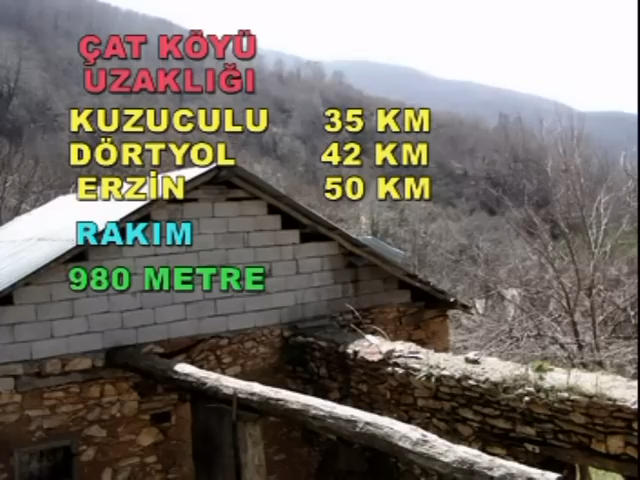 ÇAT KÖYÜ
UZAKLIĞI
KUZUCULU 35 KM
DÖRTYOL 42 KM
ERZİN 50 KM
RAKIM
980 METRE